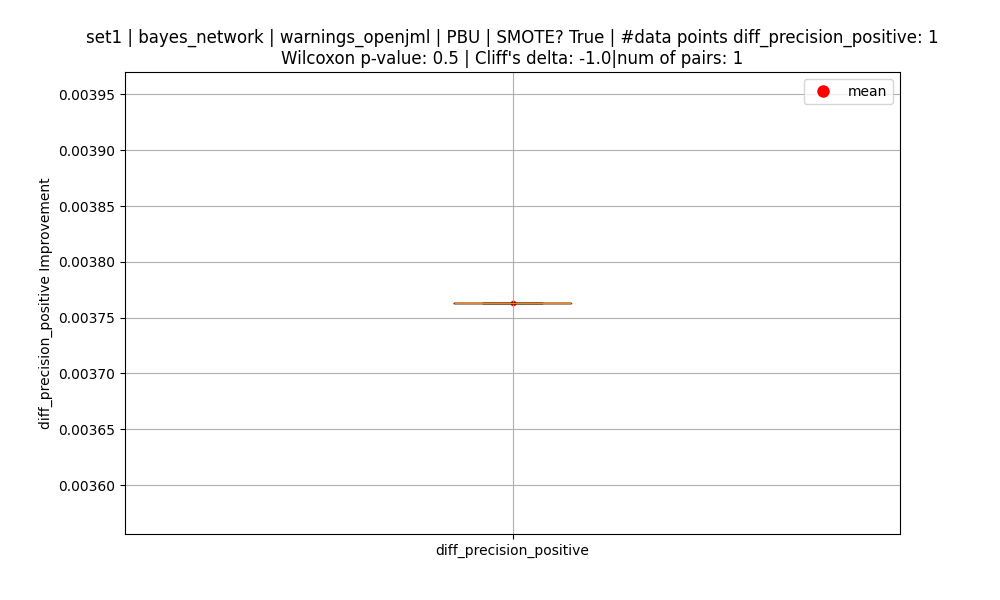 set1 | bayes_network | warnings_openjml | PBU | SMOTE? True | #data points diff_precision_positive: 1
Wilcoxon p-value: 0.5 | Cliff's delta: -1.0|num of pairs: 1
mean
0.00395
0.00390
0.00385
0.00380
0.00375
0.00370
0.00365
0.00360
diff_precision_positive Improvement
diff_precision_positive